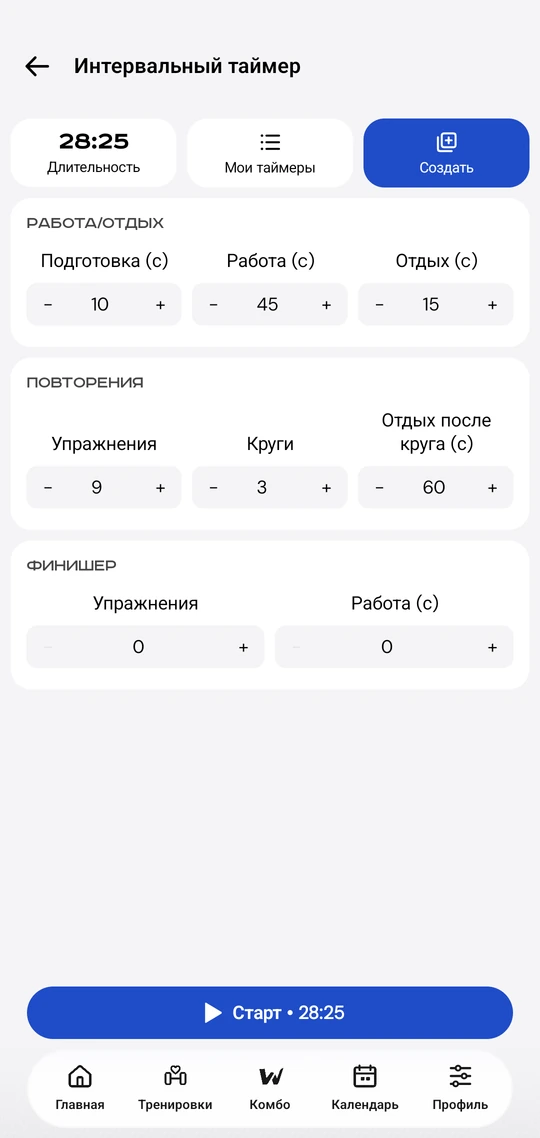 Интервальный таймер
28:25
Длительность
Мои таймеры
Создать
РАБОТА/ОТДЫХ
Подготовка (с) Работа (с) Отдых (с)
− 10 + − 45 + − 15 +
ПОВТОРЕНИЯ
Упражнения Круги Отдых после
круга (с)
− 9 + − 3 + − 60 +
ФИНИШЕР
Упражнения Работа (с)
− 0 + − 0 +
Старт • 28:25
Главная Тренировки Комбо Календарь Профиль